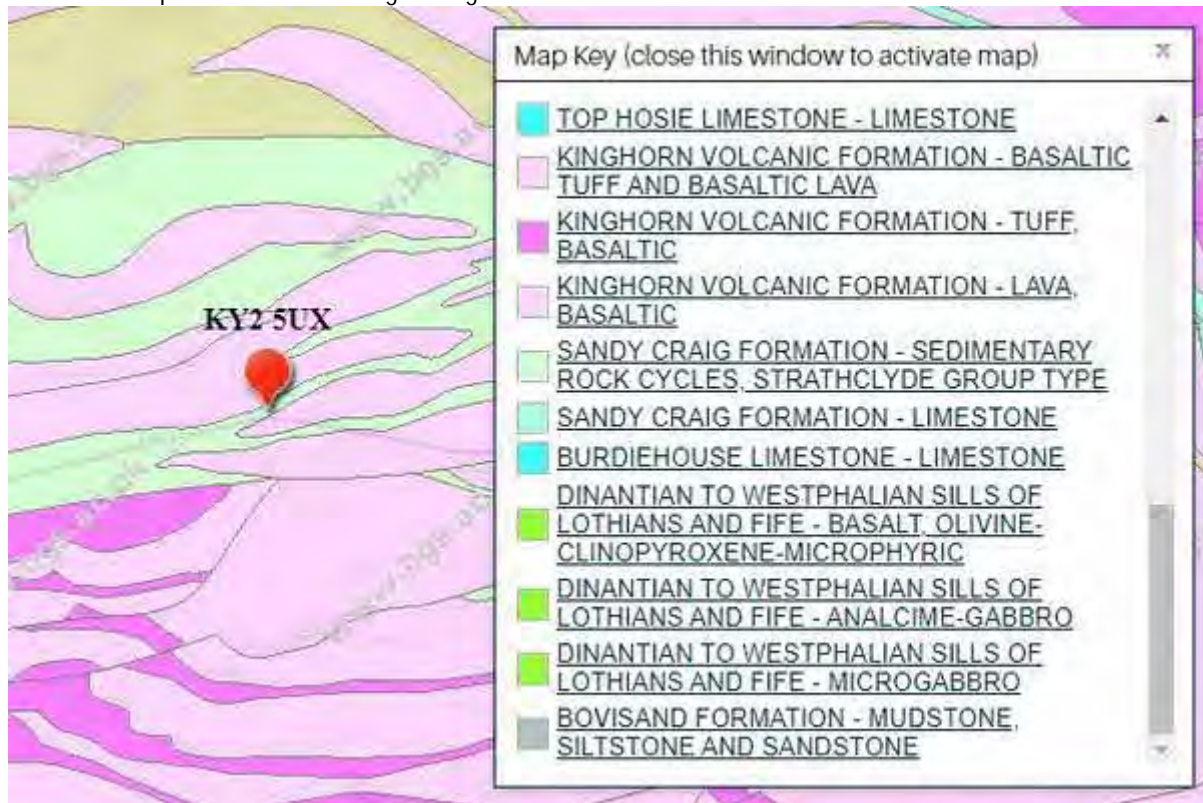 Map Key (close this window to activate map)
TOP HOSIE LIMESTONE - LIMESTONE
KINGHORN VOLCANIC FORMATION - BASALTIC
TUFF AND BASALTIC LAVA
KINGHORN VOLCANIC FORMATION - TUFF,
BASALTIC
KINGHORN VOLCANIC FORMATION - LAVA,
BASALTIC
SANDY CRAIG FORMATION - SEDIMENTARY
ROCK CYCLES, STRATHCLYDE GROUP TYPE
SANDY CRAIG FORMATION - LIMESTONE
BURDIEHOUSE LIMESTONE - LIMESTONE
DINANTIAN TO WESTPHALIAN SILLS OF
LOTHIANS AND FIFE - BASALT, OLIVINE-
CLINOPYROXENE-MICROPHYRIC
DINANTIAN TO WESTPHALIAN SILLS OF
LOTHIANS AND FIFE - ANALCIME-GABBRO
DINANTIAN TO WESTPHALIAN SILLS OF
LOTHIANS AND FIFE - MICROGABBRO
BOVISAND FORMATION - MUDSTONE,
SILTSTONE AND SANDSTONE
KY2 5UX